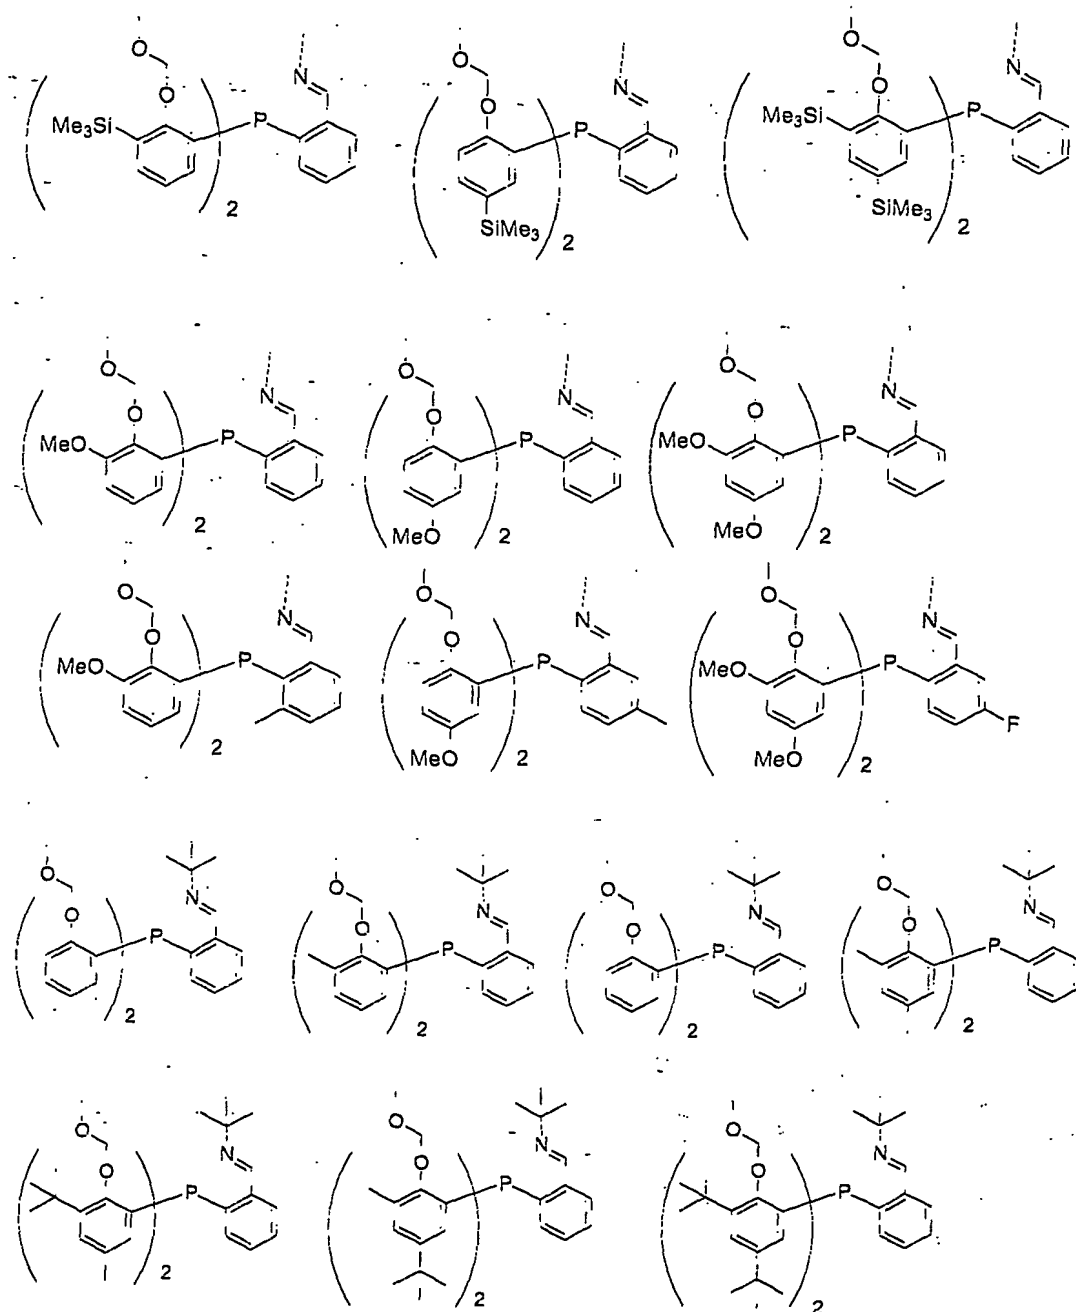 O O N O O N O O N
Me3Si P Me3Si P Me3Si P
2 SiMe3 2 SiMe3 2
O O N O O N O O N
MeO P P MeO P
2 MeO 2 MeO 2
O O N O O N O O N
MeO P P MeO P
2 MeO 2 MeO 2 F
O O N O O N O O N O O N
P P P P
2 2 2 2
O O N O O N O O N
P P P
2 2 2